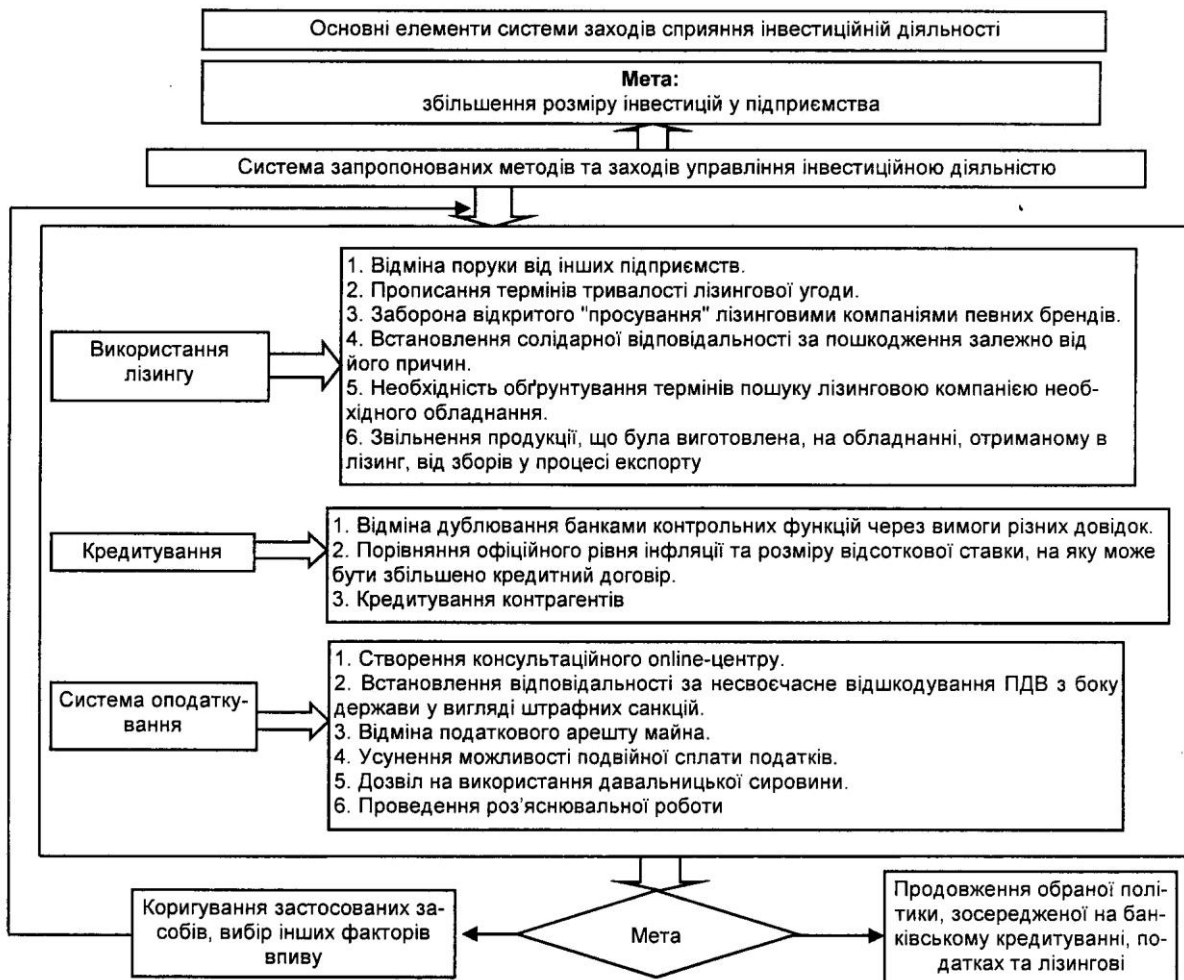 Основні елементи системи заходів сприяння інвестиційній діяльності
Мета:
збільшення розміру інвестицій у підприємства
Система запропонованих методів та заходів управління інвестиційною діяльністю
Використання
лізингу
1. Відміна поруки від інших підприємств.
2. Прописання термінів тривалості лізингової угоди.
3. Заборона відкритого "просування" лізинговими компаніями певних брендів.
4. Встановлення солідарної відповідальності за пошкодження залежно від
його причин.
5. Необхідність обґрунтування термінів пошуку лізинговою компанією необ-
хідного обладнання.
6. Звільнення продукції, що була виготовлена, на обладнанні, отриманому в
лізинг, від зборів у процесі експорту
Кредитування
1. Відміна дублювання банками контрольних функцій через вимоги різних довідок.
2. Порівняння офіційного рівня інфляції та розміру відсоткової ставки, на яку може
бути збільшено кредитний договір.
3. Кредитування контрагентів
Система оподатку-
вання
1. Створення консультаційного online-центру.
2. Встановлення відповідальності за несвоєчасне відшкодування ПДВ з боку
держави у вигляді штрафних санкцій.
3. Відміна податкового арешту майна.
4. Усунення можливості подвійної сплати податків.
5. Дозвіл на використання давальницької сировини.
6. Проведення роз'яснювальної роботи
Коригування застосованих за-
собів, вибір інших факторів
впливу
Мета
Продовження обраної полі-
тики, зосередженої на бан-
ківському кредитуванні, по-
датках та лізингові